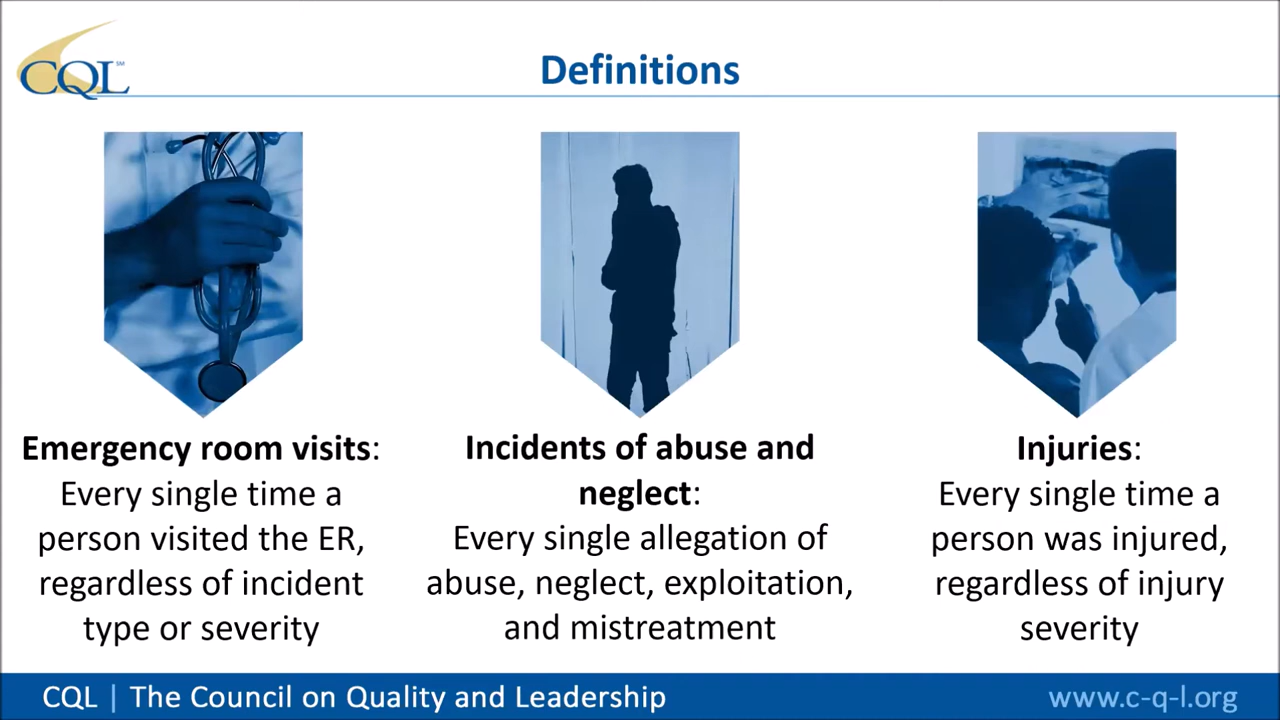 CQL℠
Definitions
Emergency room visits:
Every single time a
person visited the ER,
regardless of incident
type or severity
Incidents of abuse and
neglect:
Every single allegation of
abuse, neglect, exploitation,
and mistreatment
Injuries:
Every single time a
person was injured,
regardless of injury
severity
CQL | The Council on Quality and Leadership
www.c-q-l.org